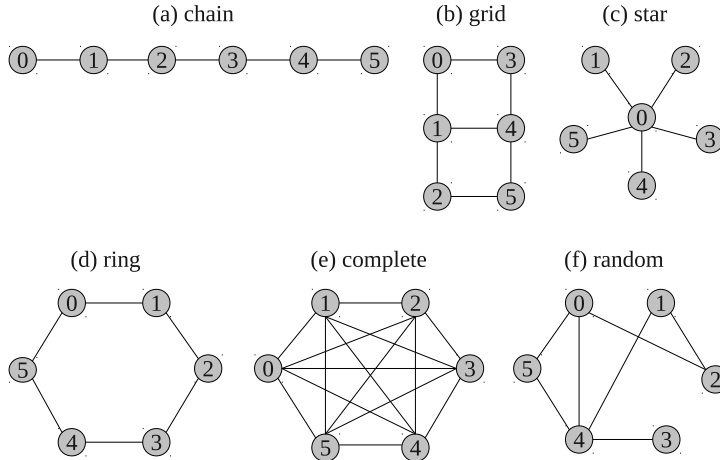 (a) chain
(b) grid
(c) star
0 1 2 3 4 5
0 3
1 4
2 5
1 2
0
5 3
4
(d) ring
(e) complete
(f) random
0 1
5 2
4 3
1 2
0 3
5 4
0 1
5 2
4 3